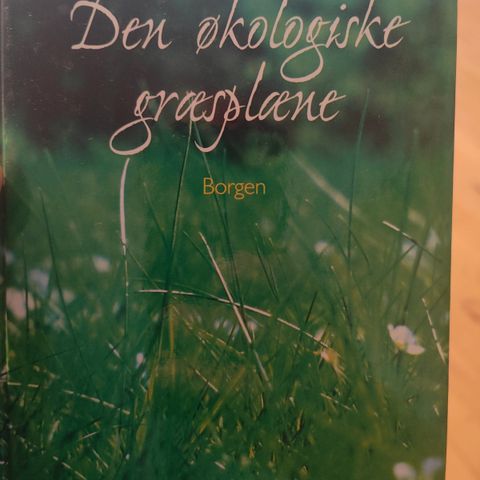 Den økologiske
græsplæne
Borgen